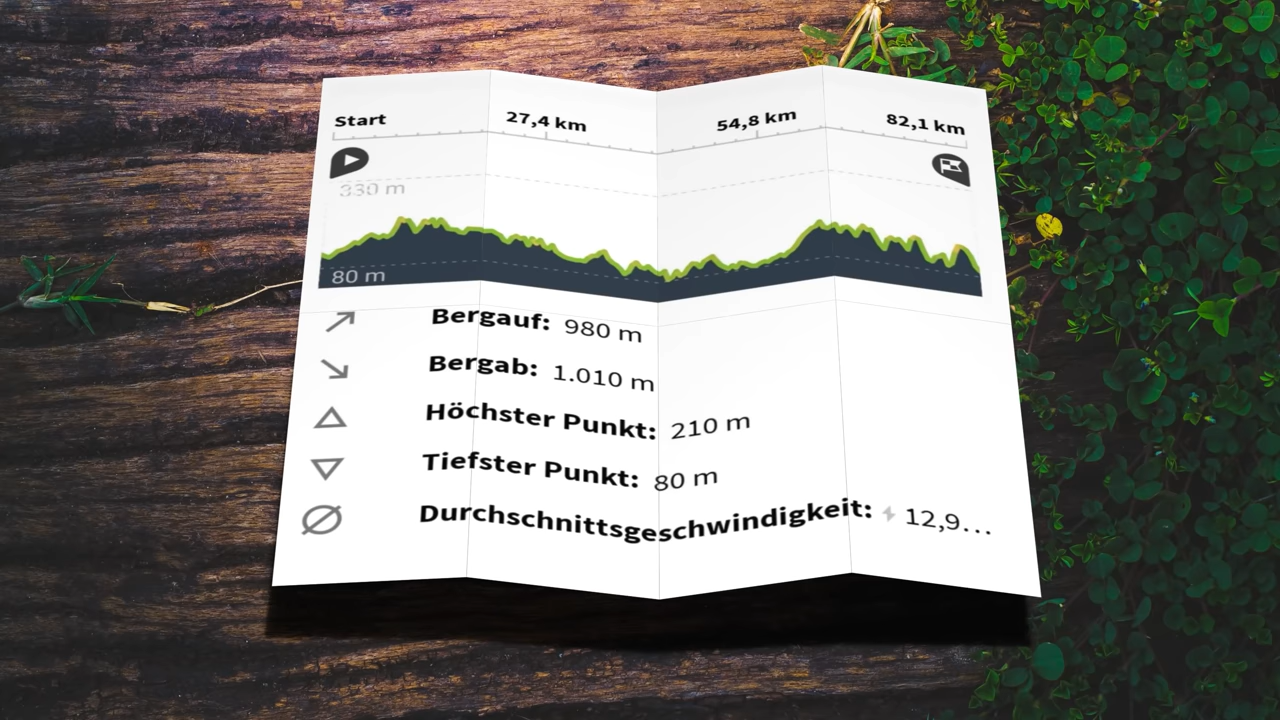 Start 27,4 km 54,8 km 82,1 km
330 m
80 m
Bergauf: 980 m
Bergab: 1.010 m
Höchster Punkt: 210 m
Tiefster Punkt: 80 m
Durchschnittsgeschwindigkeit: 12,9...